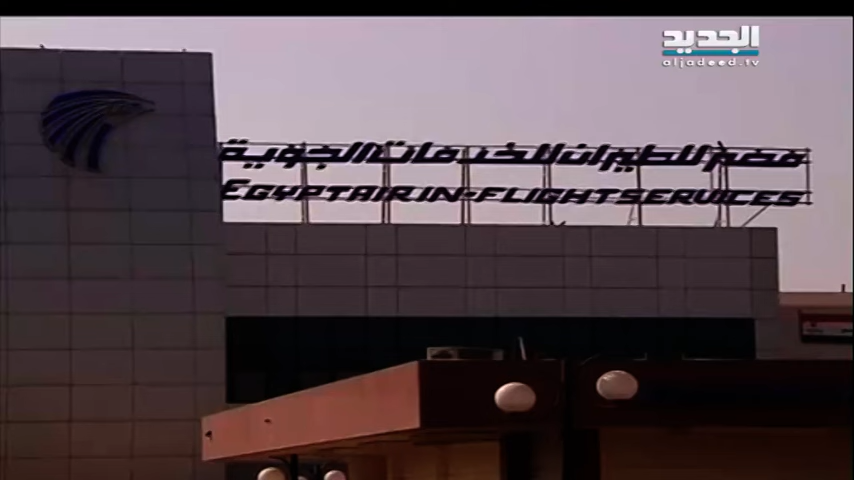 الجديد
aljadeed.tv
مصر للطيران للخدمات الجوية
EGYPTAIR IN-FLIGHT SERVICES